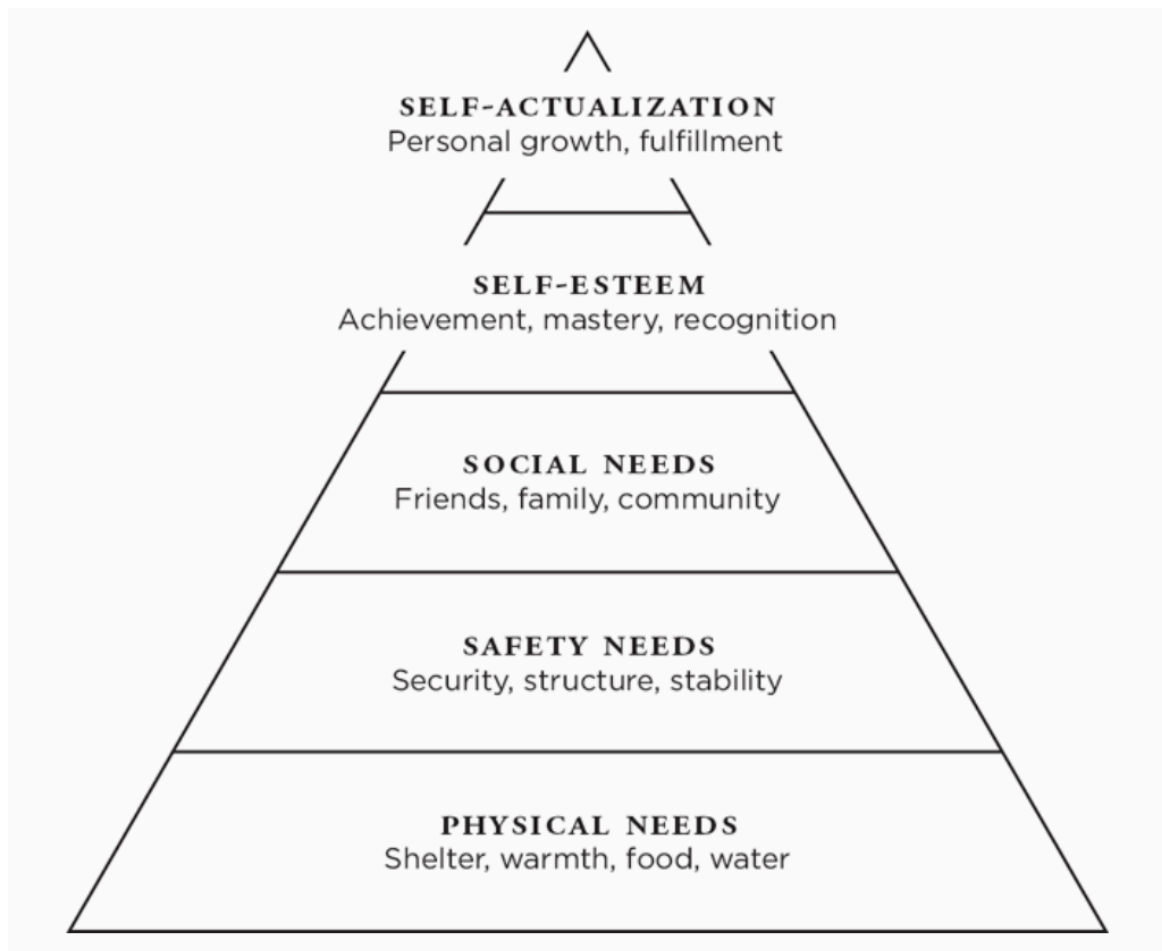 SELF-ACTUALIZATION
Personal growth, fulfillment
SELF-ESTEEM
Achievement, mastery, recognition
SOCIAL NEEDS
Friends, family, community
SAFETY NEEDS
Security, structure, stability
PHYSICAL NEEDS
Shelter, warmth, food, water